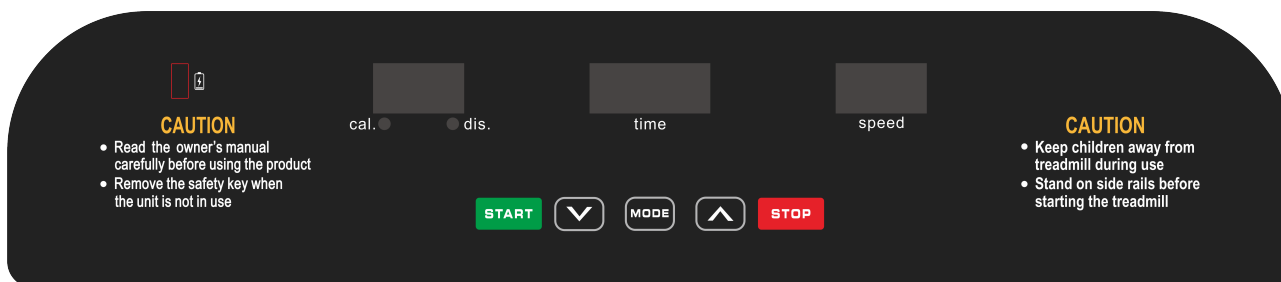 cal.
dis.
time
speed
CAUTION
• Read the owner's manual
carefully before using the product
• Remove the safety key when
the unit is not in use
CAUTION
• Keep children away from
treadmill during use
• Stand on side rails before
starting the treadmill
START
MODE
STOP